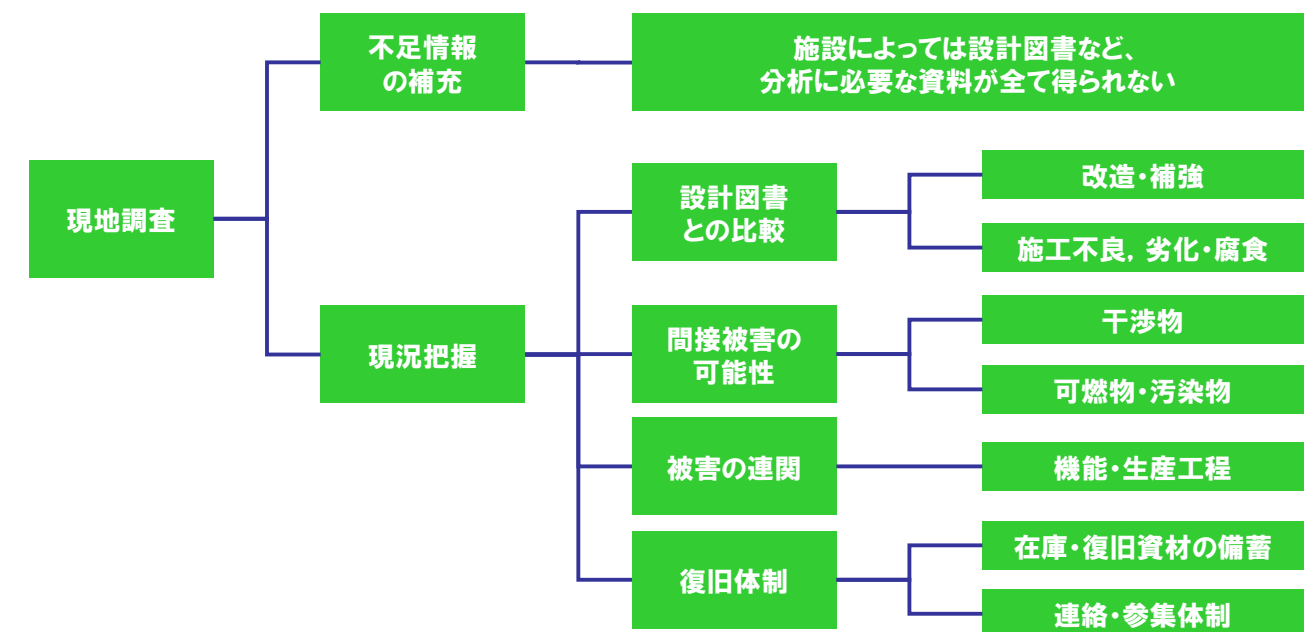 不足情報
の補充
施設によっては設計図書など、
分析に必要な資料が全て得られない
現地調査
設計図書
との比較
改造・補強
施工不良，劣化・腐食
現況把握
間接被害の
可能性
干渉物
可燃物・汚染物
被害の連関
機能・生産工程
復旧体制
在庫・復旧資材の備蓄
連絡・参集体制